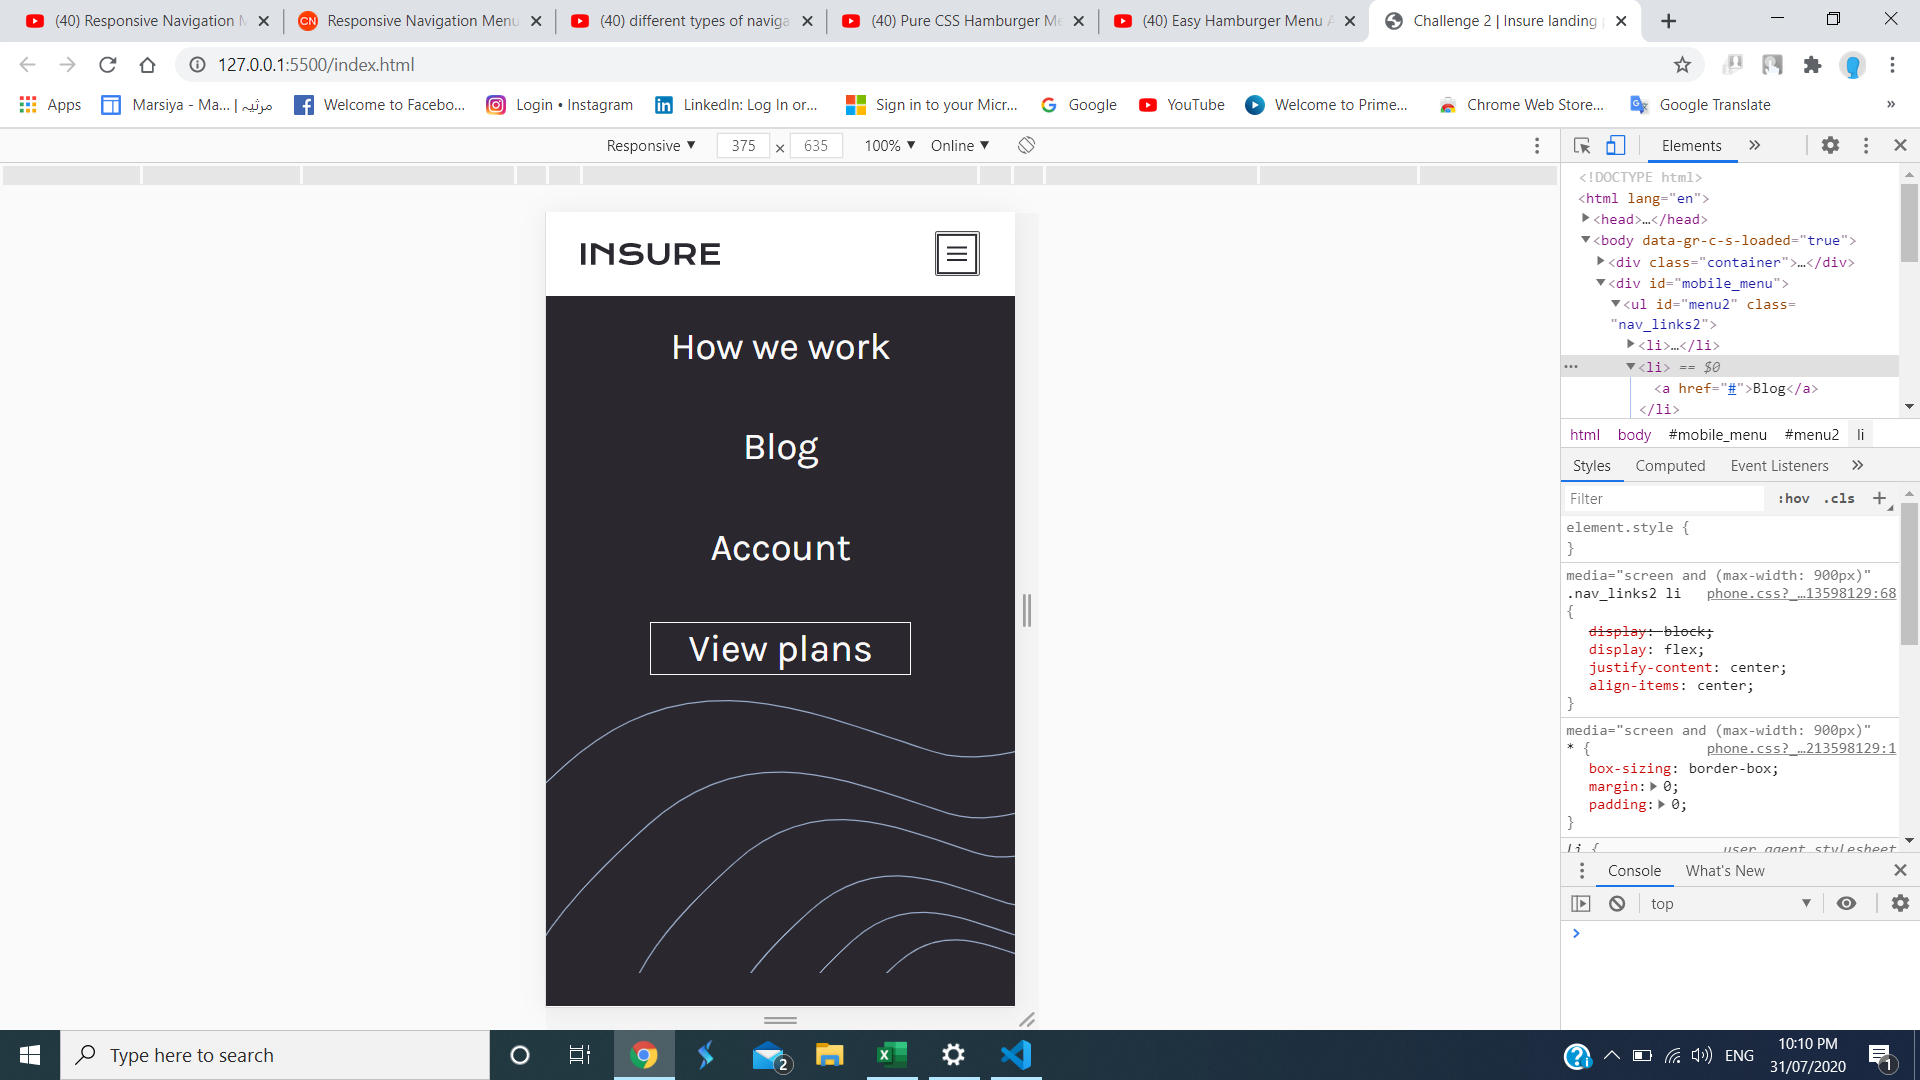 (40) Responsive Navigation M
Responsive Navigation Menu
(40) different types of naviga
(40) Pure CSS Hamburger Me
(40) Easy Hamburger Menu A
Challenge 2 | Insure landing p
127.0.0.1:5500/index.html
Apps
Marsiya - Ma... | مرثیہ
Welcome to Facebo...
Login • Instagram
LinkedIn: Log In or...
Sign in to your Micr...
Google
YouTube
Welcome to Prime...
Chrome Web Store...
Google Translate
»
Responsive ▼ 375 × 635 100% ▼ Online ▼
Elements »
<!DOCTYPE html>
<html lang="en">
<head>…</head>
<body data-gr-c-s-loaded="true">
<div class="container">…</div>
<div id="mobile_menu">
<ul id="menu2" class=
"nav_links2">
<li>…</li>
<li> == $0
<a href="#">Blog</a>
</li>
html body #mobile_menu #menu2 li
Styles Computed Event Listeners »
Filter :hov .cls +
element.style {
}
media="screen and (max-width: 900px)"
.nav_links2 li phone.css?_…13598129:68
{
display: block;
display: flex;
justify-content: center;
align-items: center;
}
media="screen and (max-width: 900px)"
* { phone.css?_…213598129:1
box-sizing: border-box;
margin: 0;
padding: 0;
}
li { user agent stylesheet
Console What's New
top ▼
INSURE
How we work
Blog
Account
View plans
Type here to search
2
ENG
10:10 PM
31/07/2020
1